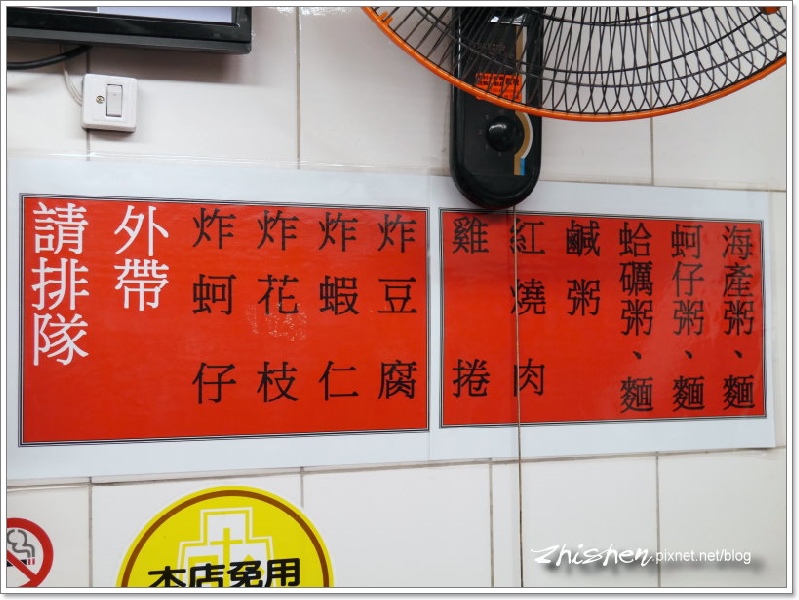 海產粥、麵
蚵仔粥、麵
蛤礪粥、麵
鹹粥
紅燒肉
雞捲
炸豆腐
炸蝦仁
炸花枝
炸蚵仔
外帶
請排隊
本店免用
zhishen.pixnet.net/blog